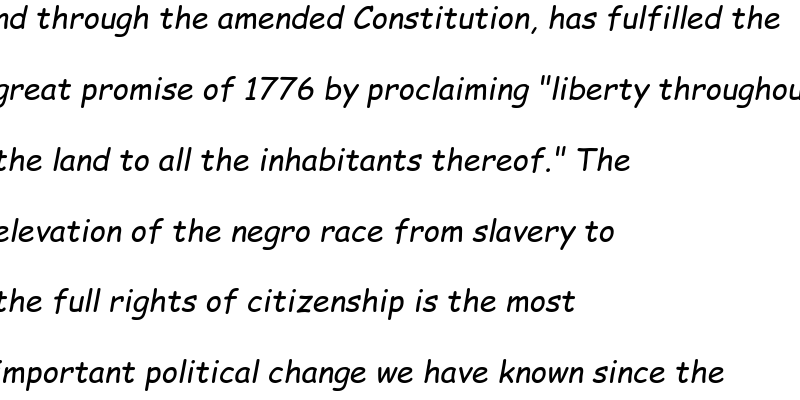 nd through the amended Constitution, has fulfilled the
great promise of 1776 by proclaiming "liberty throughou
the land to all the inhabitants thereof." The
elevation of the negro race from slavery to
the full rights of citizenship is the most
important political change we have known since the